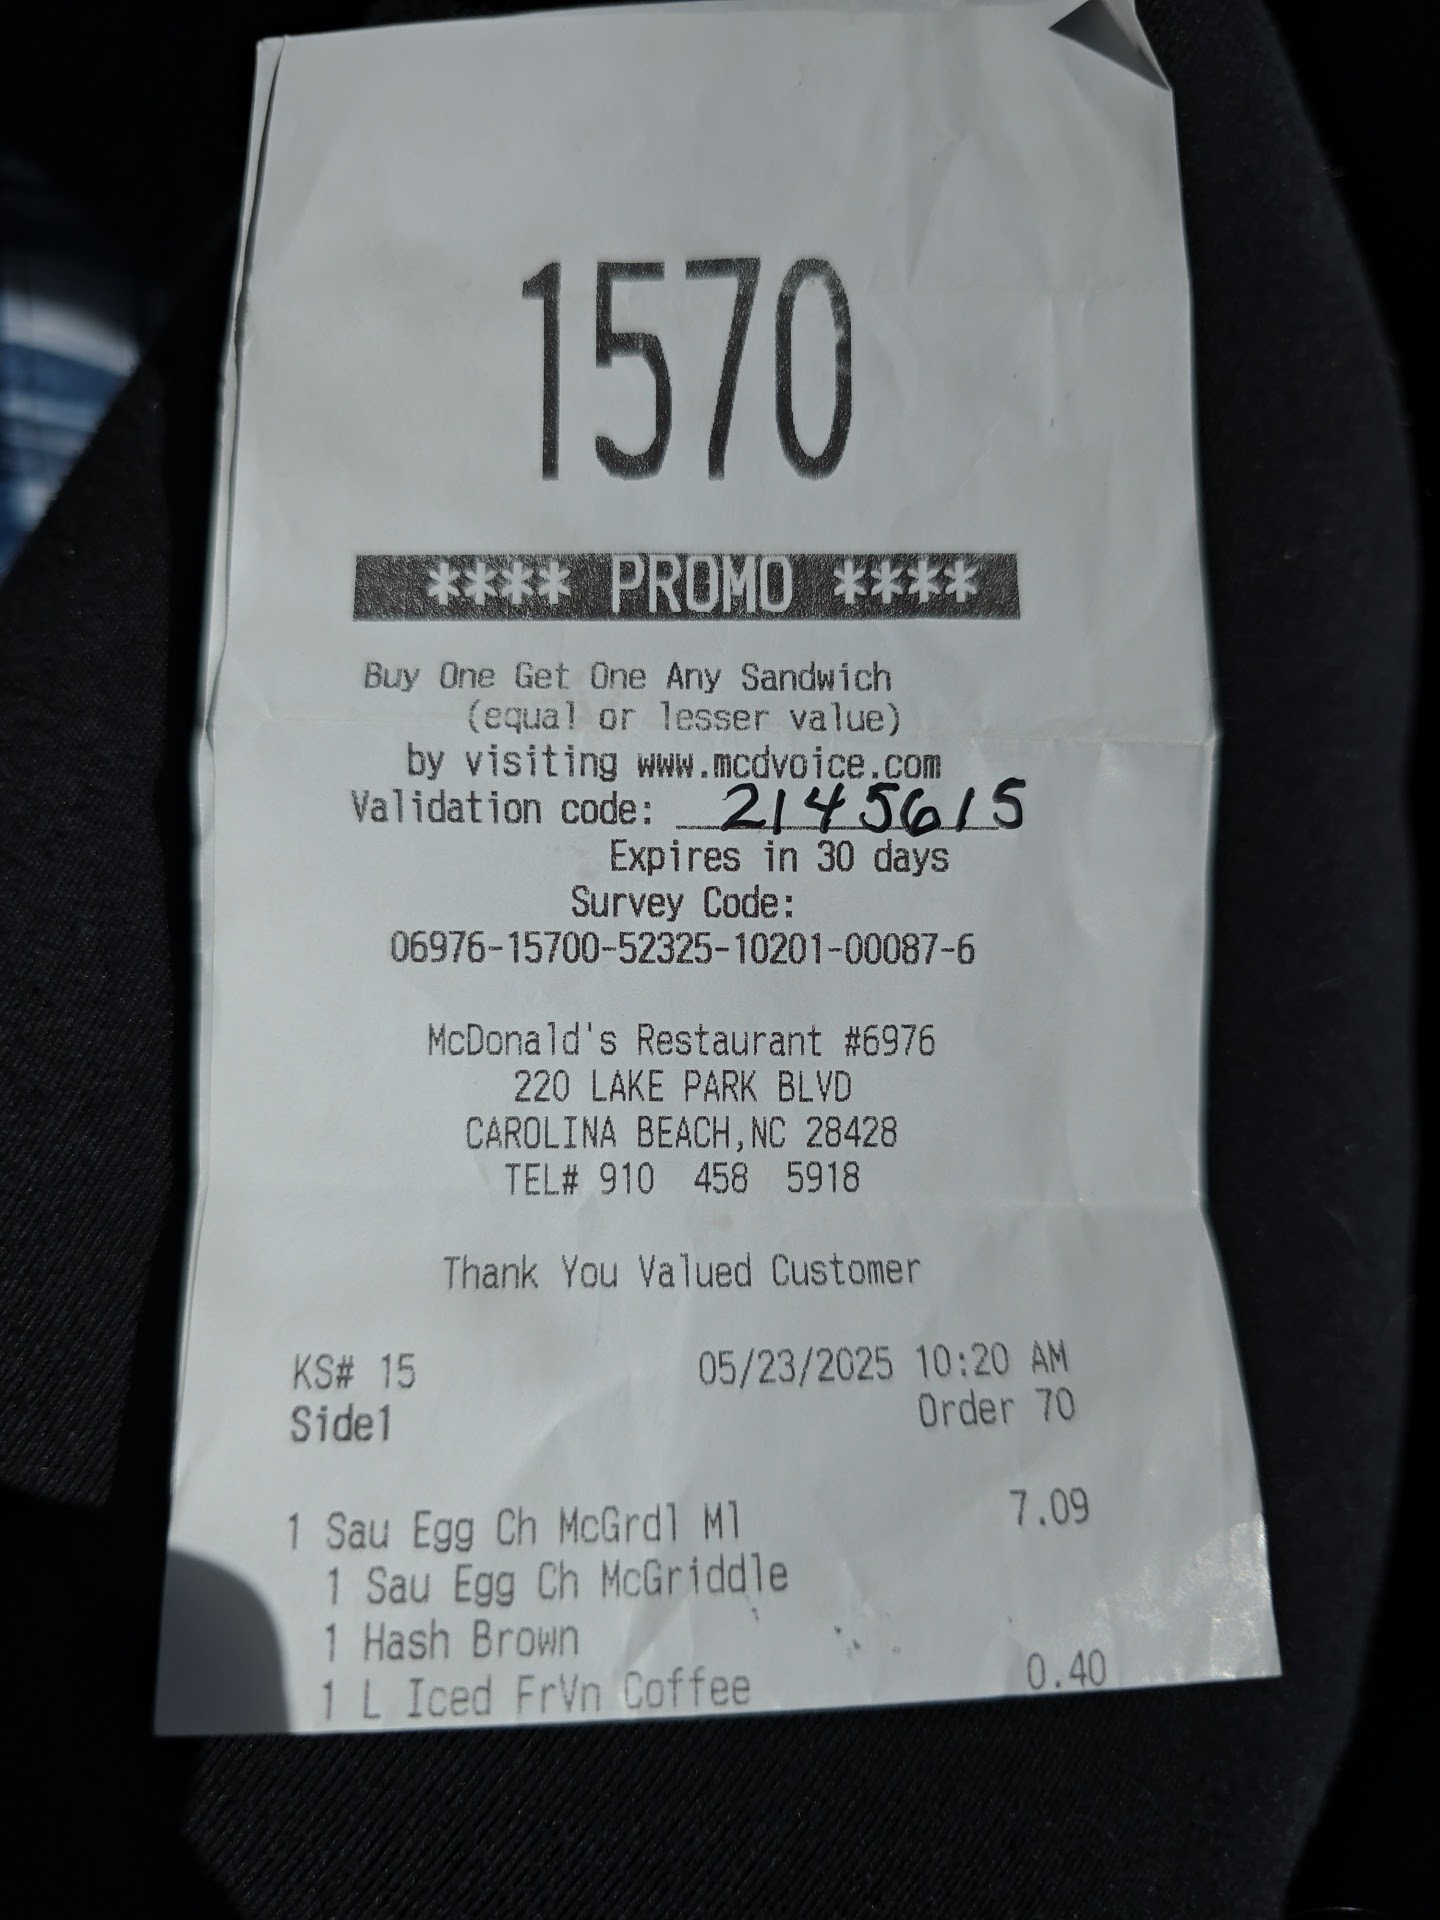 1570
**** PROMO ****
Buy One Get One Any Sandwich
(equal or lesser value)
by visiting www.mcdvoice.com
Validation code: 2145615
Expires in 30 days
Survey Code:
06976-15700-52325-10201-00087-6
McDonald's Restaurant #6976
220 LAKE PARK BLVD
CAROLINA BEACH,NC 28428
TEL# 910 458 5918
Thank You Valued Customer
KS# 15 05/23/2025 10:20 AM
Side1 Order 70
1 Sau Egg Ch McGrdl Ml 7.09
1 Sau Egg Ch McGriddle
1 Hash Brown
1 L Iced FrVn Coffee 0.40